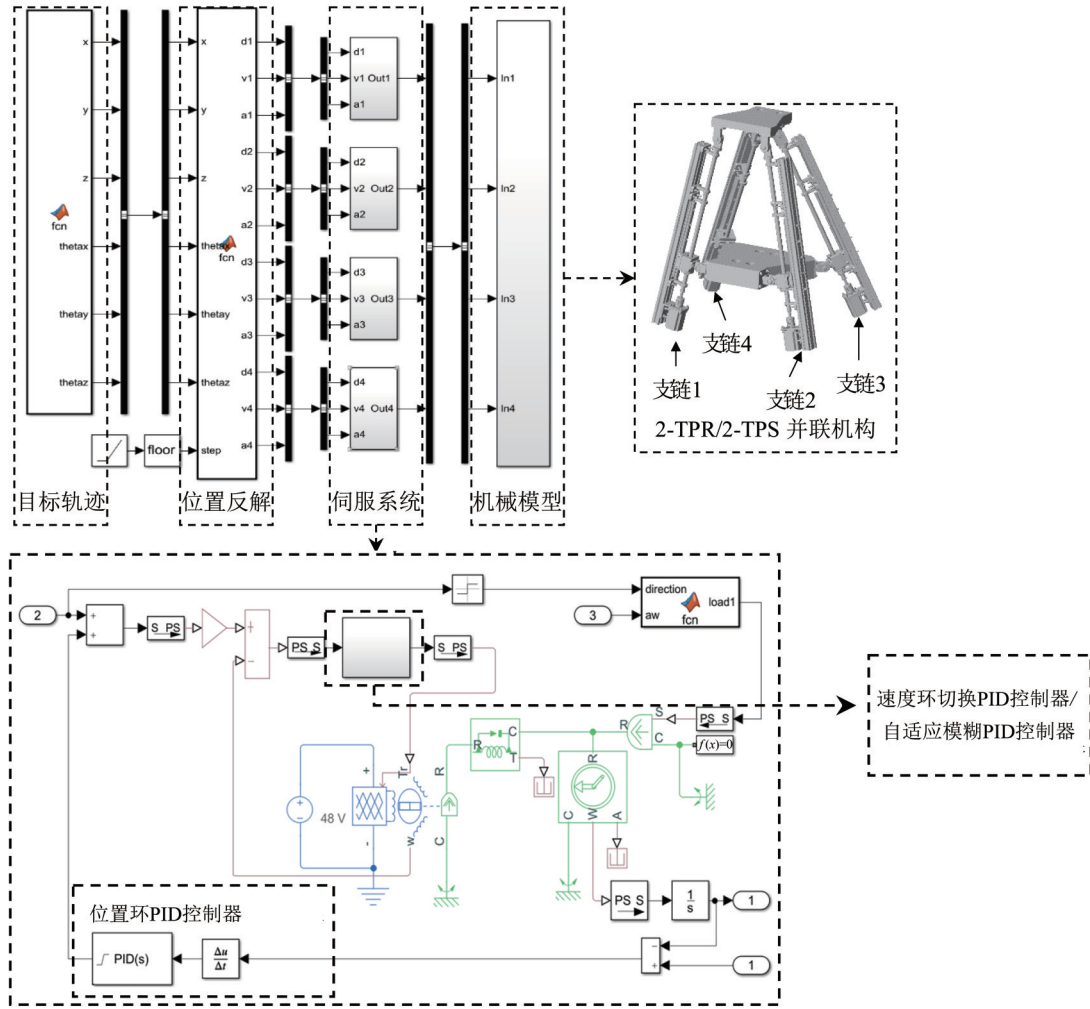 x
y
z
fcn
thetax
thetay
thetaz
floor
x
y
z
thetax
fcn
thetay
thetaz
step
d1
v1
a1
d2
v2
a2
d3
v3
a3
d4
v4
a4
d1
v1 Out1
a1
d2
v2 Out2
a2
d3
v3 Out3
a3
d4
v4 Out4
a4
In1
In2
In3
In4
目标轨迹
位置反解
伺服系统
机械模型
支链4
支链1
支链2
支链3
2-TPR/2-TPS 并联机构
2
+
+
S PS
+
−
PS S
S PS
direction
aw
load1
fcn
3
速度环切换PID控制器/
自适应模糊PID控制器
S
R
C
PS S
f(x)=0
R
C
T
R
C
W
A
Tr
w
R
C
+
48 V
-
PS S
1
s
1
−
+
1
位置环PID控制器
PID(s)
Δu
Δt